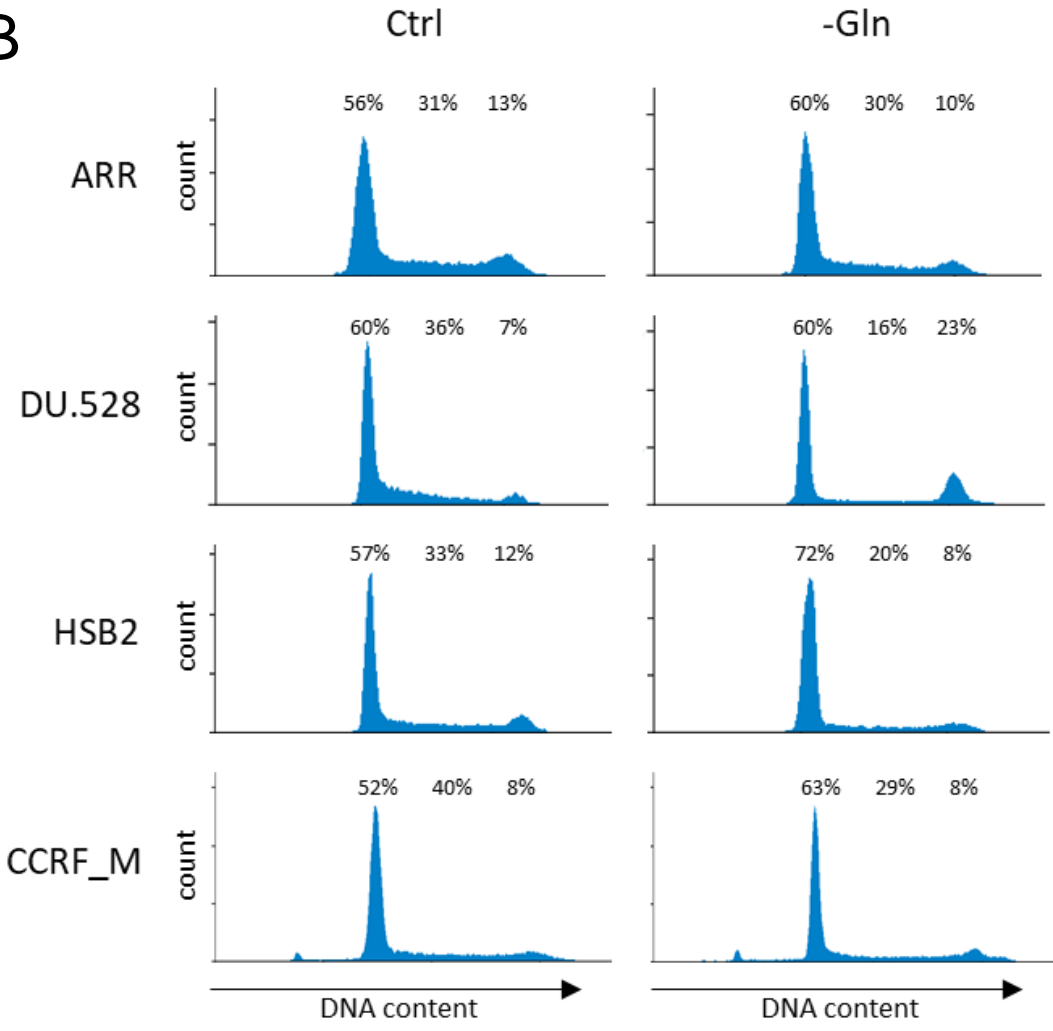 B
Ctrl -Gln
ARR count 56% 31% 13% 60% 30% 10%
DU.528 count 60% 36% 7% 60% 16% 23%
HSB2 count 57% 33% 12% 72% 20% 8%
CCRF_M count 52% 40% 8% 63% 29% 8%
DNA content DNA content